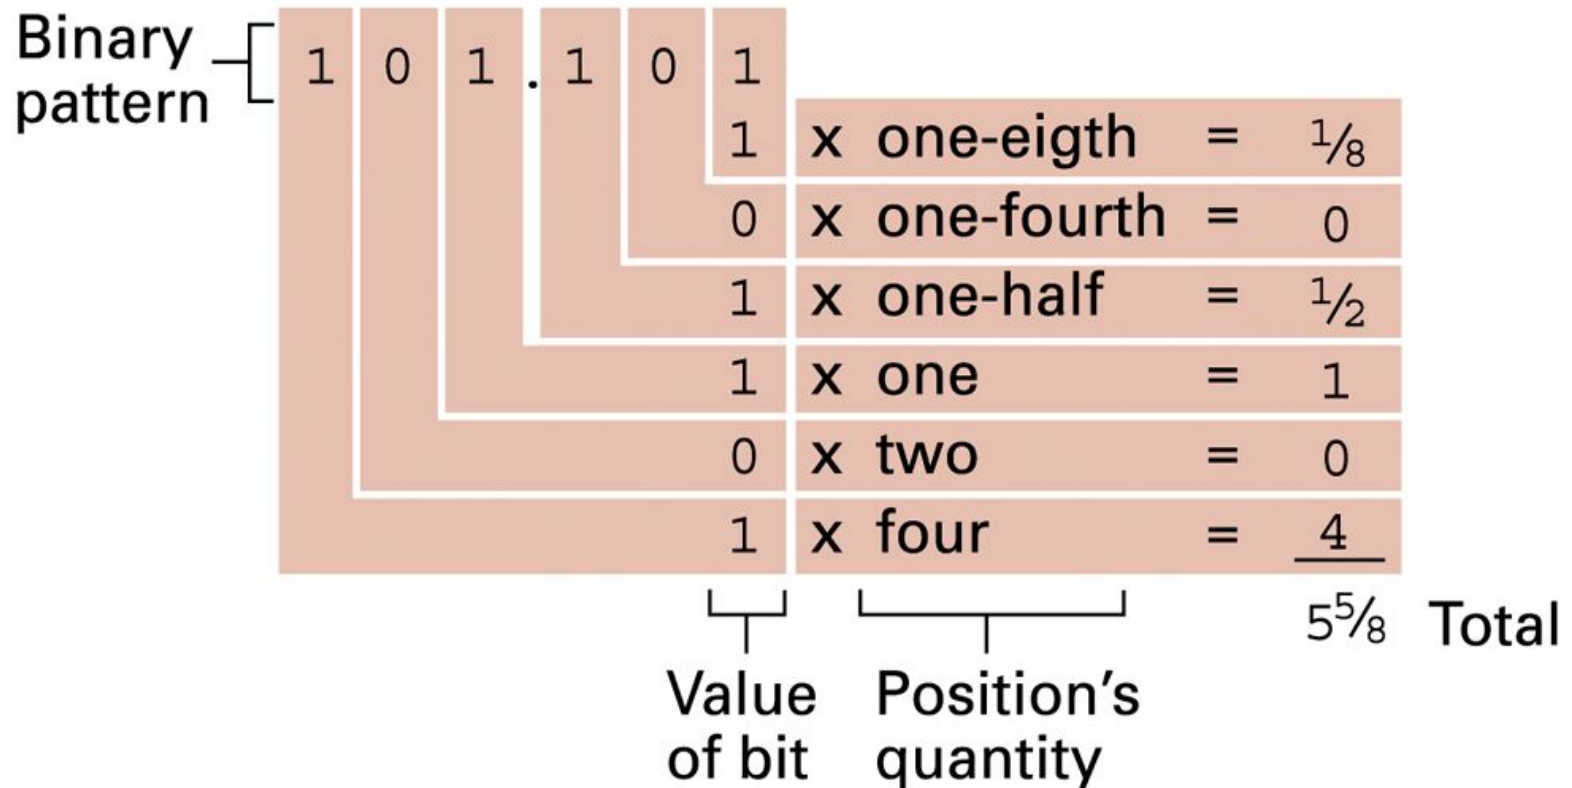 Binary
pattern
1 0 1 . 1 0 1
1 x one-eigth = 1/8
0 x one-fourth = 0
1 x one-half = 1/2
1 x one = 1
0 x two = 0
1 x four = 4
5 5/8 Total
Value
of bit
Position's
quantity